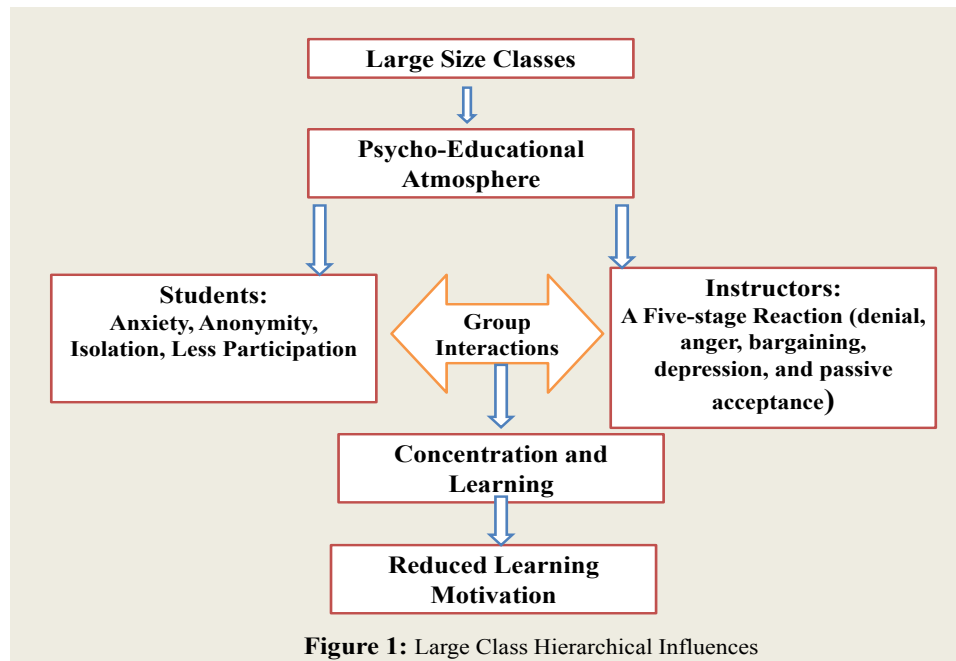 Large Size Classes
Psycho-Educational
Atmosphere
Students:
Anxiety, Anonymity,
Isolation, Less Participation
Group
Interactions
Instructors:
A Five-stage Reaction (denial,
anger, bargaining,
depression, and passive
acceptance)
Concentration and
Learning
Reduced Learning
Motivation
Figure 1: Large Class Hierarchical Influences